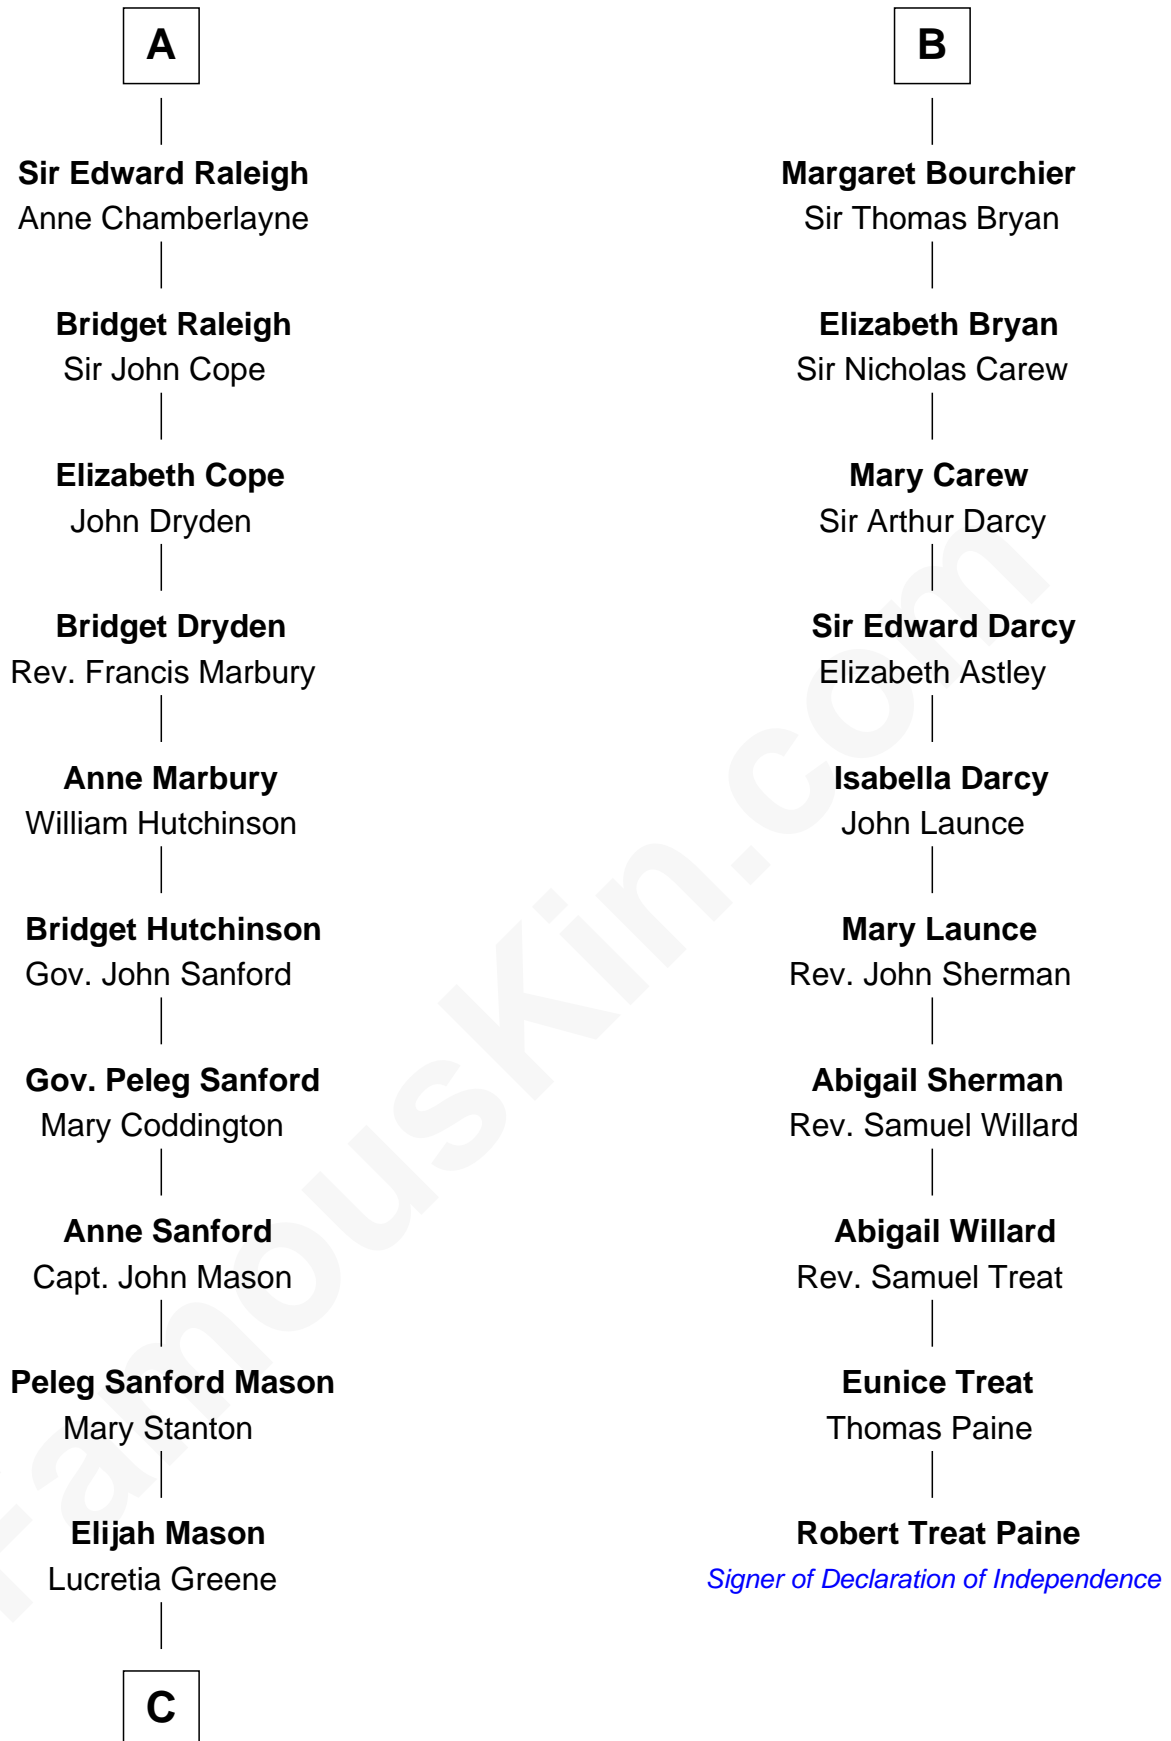 A
Sir Edward Raleigh
Anne Chamberlayne
Bridget Raleigh
Sir John Cope
Elizabeth Cope
John Dryden
Bridget Dryden
Rev. Francis Marbury
Anne Marbury
William Hutchinson
Bridget Hutchinson
Gov. John Sanford
Gov. Peleg Sanford
Mary Coddington
Anne Sanford
Capt. John Mason
Peleg Sanford Mason
Mary Stanton
Elijah Mason
Lucretia Greene
C
B
Margaret Bourchier
Sir Thomas Bryan
Elizabeth Bryan
Sir Nicholas Carew
Mary Carew
Sir Arthur Darcy
Sir Edward Darcy
Elizabeth Astley
Isabella Darcy
John Launce
Mary Launce
Rev. John Sherman
Abigail Sherman
Rev. Samuel Willard
Abigail Willard
Rev. Samuel Treat
Eunice Treat
Thomas Paine
Robert Treat Paine
Signer of Declaration of Independence
FamousKin.com